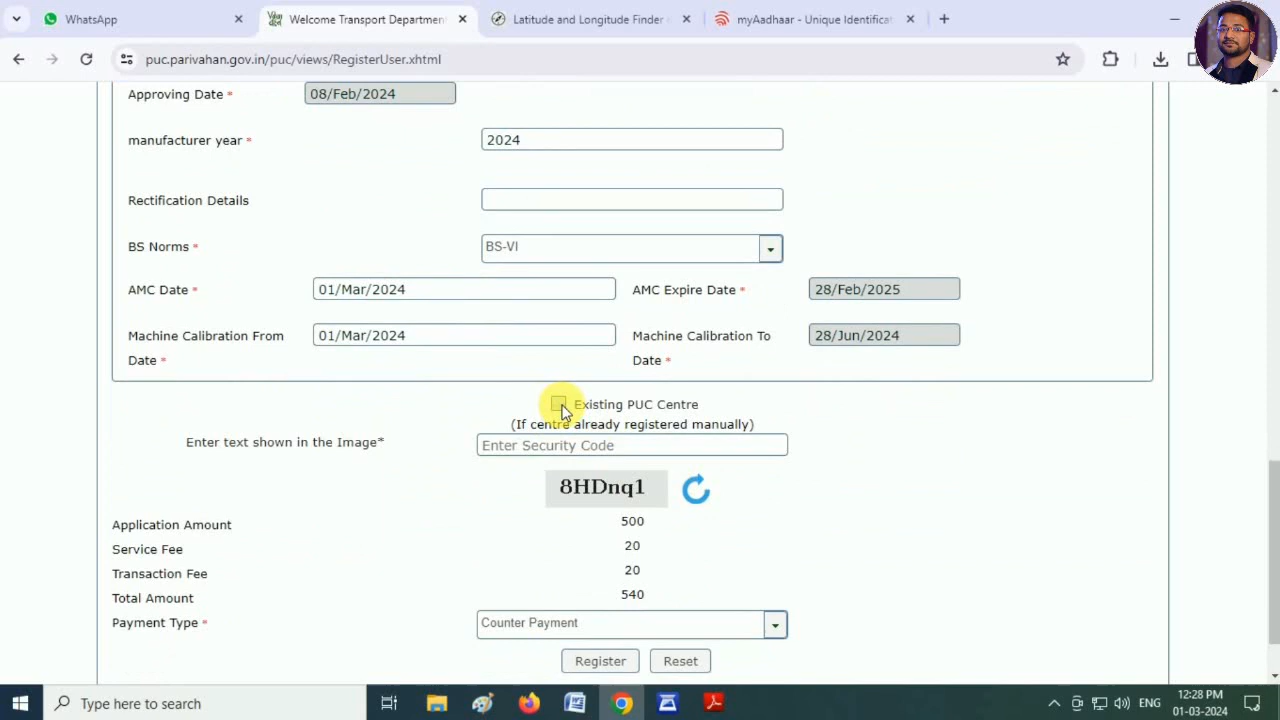 WhatsApp
Welcome Transport Departmen
Latitude and Longitude Finder
myAadhaar - Unique Identificat
puc.parivahan.gov.in/puc/views/RegisterUser.xhtml
Approving Date * 08/Feb/2024
manufacturer year * 2024
Rectification Details
BS Norms * BS-VI
AMC Date * 01/Mar/2024 AMC Expire Date * 28/Feb/2025
Machine Calibration From Date * 01/Mar/2024 Machine Calibration To Date * 28/Jun/2024
Existing PUC Centre
(If centre already registered manually)
Enter text shown in the Image* Enter Security Code
8HDnq1
Application Amount 500
Service Fee 20
Transaction Fee 20
Total Amount 540
Payment Type * Counter Payment
Register Reset
Type here to search
ENG
12:28 PM
01-03-2024